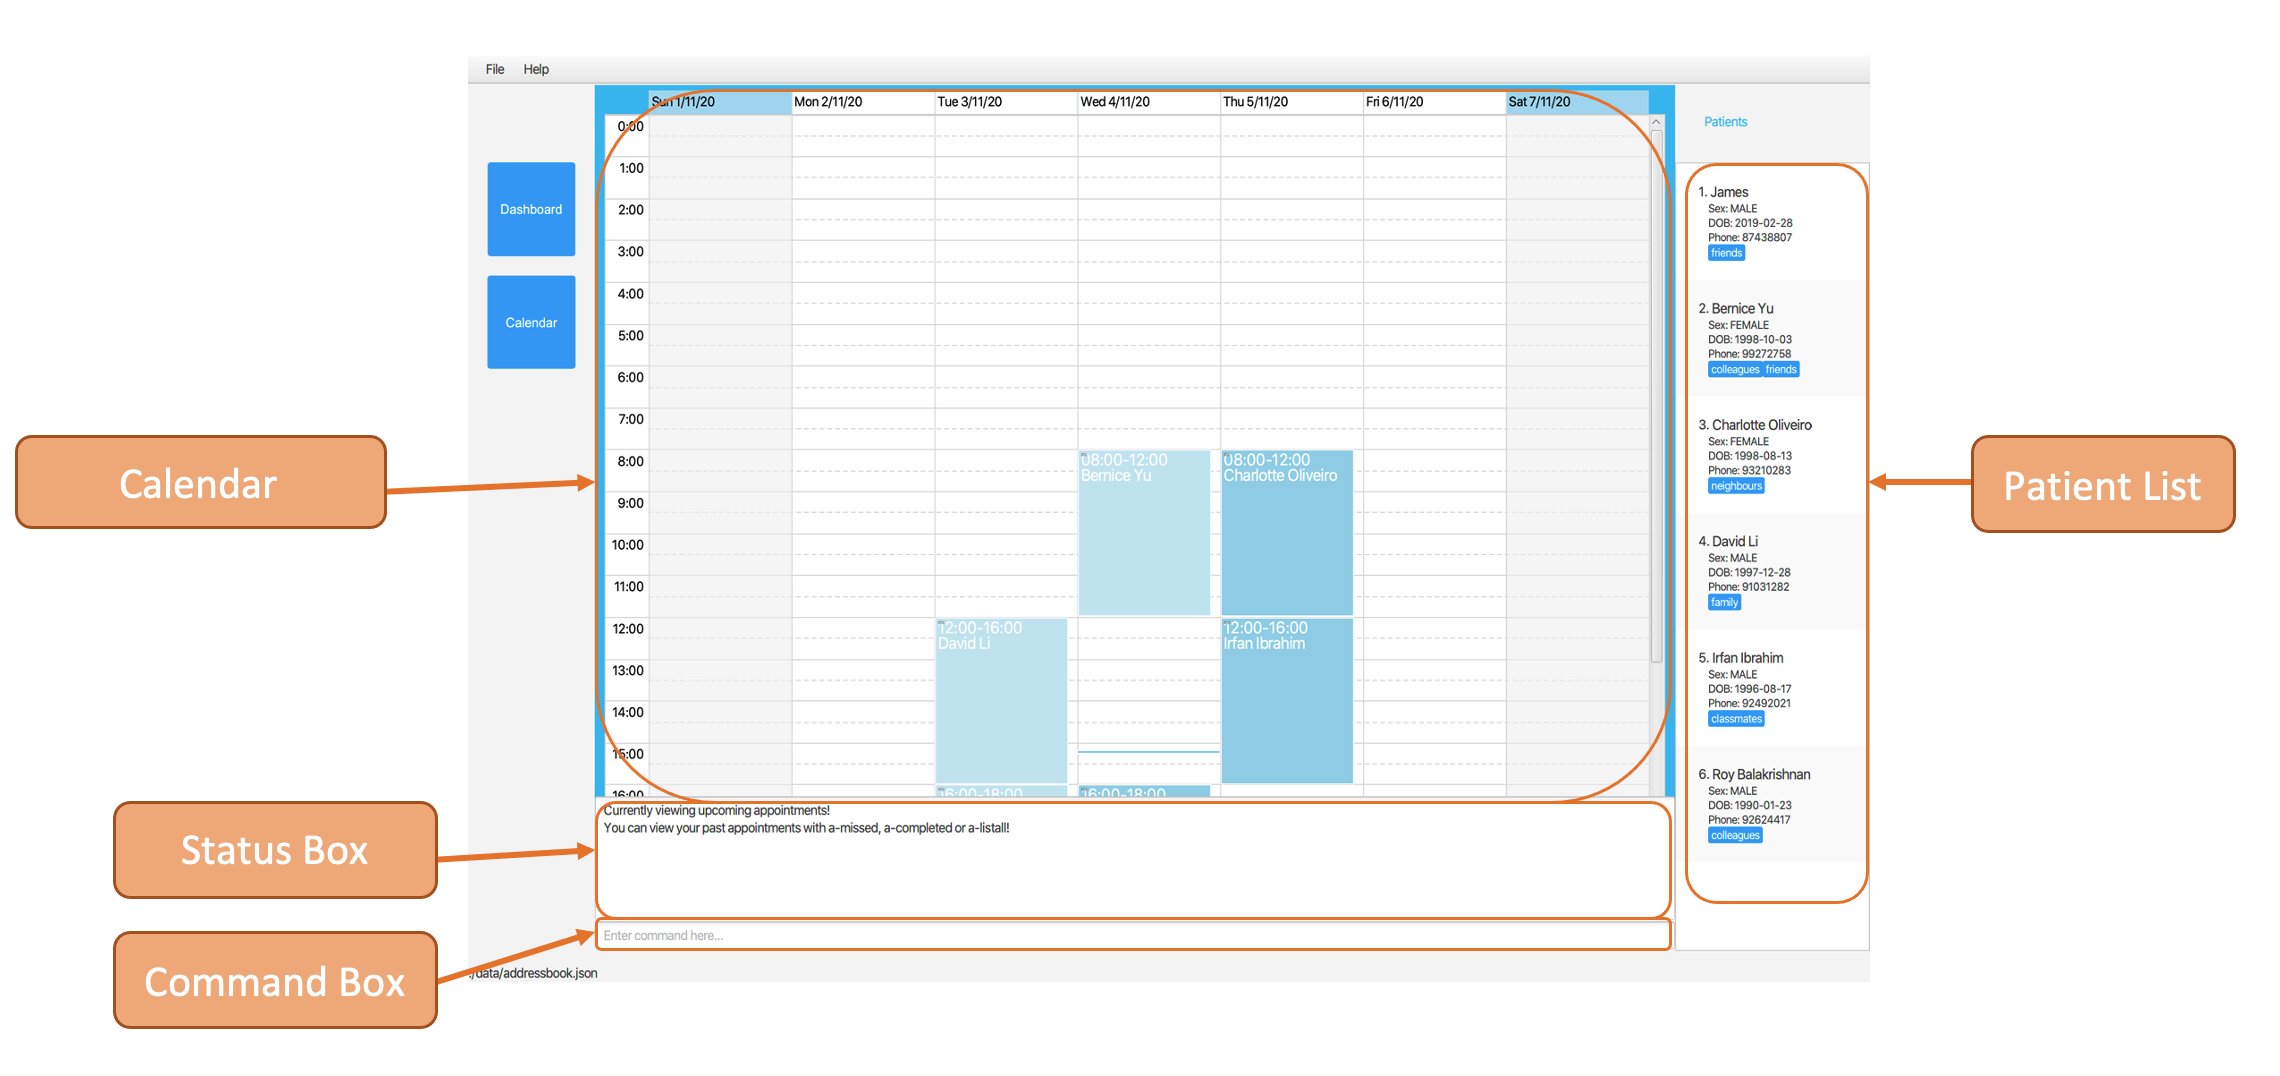 File Help
Sun 1/11/20 Mon 2/11/20 Tue 3/11/20 Wed 4/11/20 Thu 5/11/20 Fri 6/11/20 Sat 7/11/20
0:00
1:00
2:00
3:00
4:00
5:00
6:00
7:00
8:00
9:00
10:00
11:00
12:00
13:00
14:00
15:00
16:00
08:00-12:00
Bernice Yu
08:00-12:00
Charlotte Oliveiro
12:00-16:00
David Li
12:00-16:00
Irfan Ibrahim
16:00-18:00
16:00-18:00
Dashboard
Calendar
Patients
1. James
Sex: MALE
DOB: 2019-02-28
Phone: 87438807
friends
2. Bernice Yu
Sex: FEMALE
DOB: 1998-10-03
Phone: 99272758
colleagues friends
3. Charlotte Oliveiro
Sex: FEMALE
DOB: 1998-08-13
Phone: 93210283
neighbours
4. David Li
Sex: MALE
DOB: 1997-12-28
Phone: 91031282
family
5. Irfan Ibrahim
Sex: MALE
DOB: 1996-08-17
Phone: 92492021
classmates
6. Roy Balakrishnan
Sex: MALE
DOB: 1990-01-23
Phone: 92624417
colleagues
Currently viewing upcoming appointments!
You can view your past appointments with a-missed, a-completed or a-listall!
Enter command here...
./data/addressbook.json
Calendar
Status Box
Command Box
Patient List